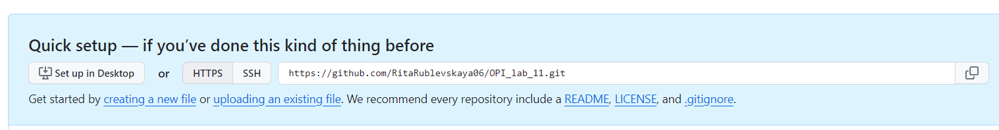 Quick setup — if you’ve done this kind of thing before
Set up in Desktop or HTTPS SSH https://github.com/RitaRublevskaya06/OPI_lab_11.git
Get started by creating a new file or uploading an existing file. We recommend every repository include a README, LICENSE, and .gitignore.